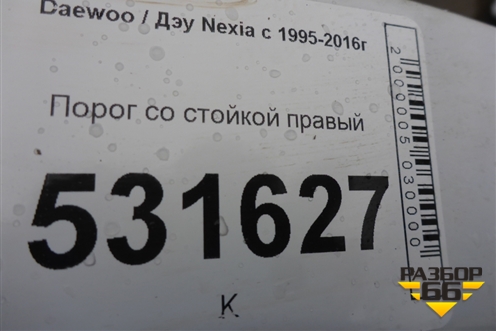 Daewoo / Дэу Nexia с 1995-2016г
Порог со стойкой правый
531627
К
2000005030000
РАЗБОР
66